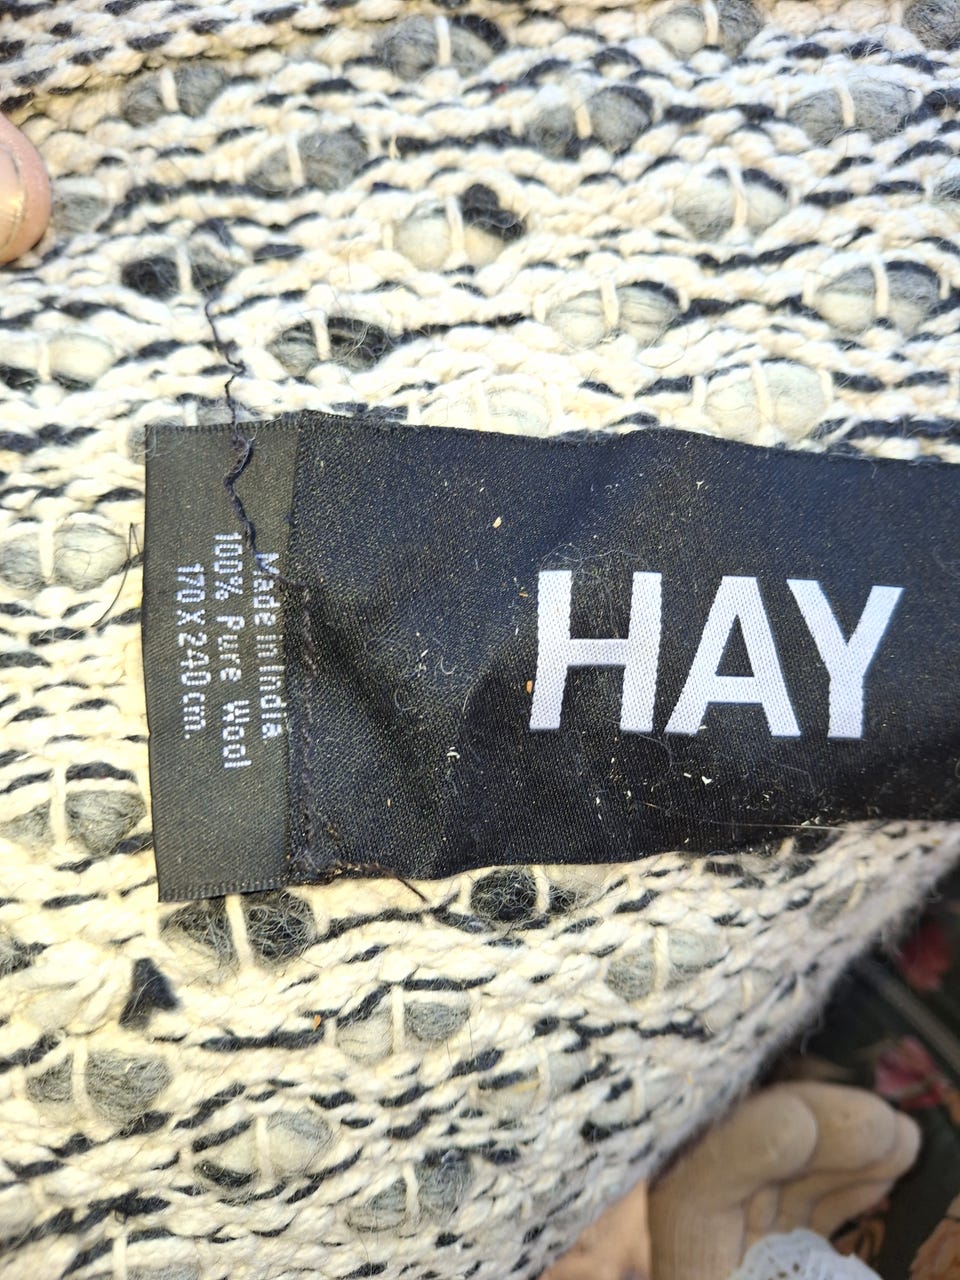 HAY
Made in India
100% Pure Wool
170 X 240 cm.